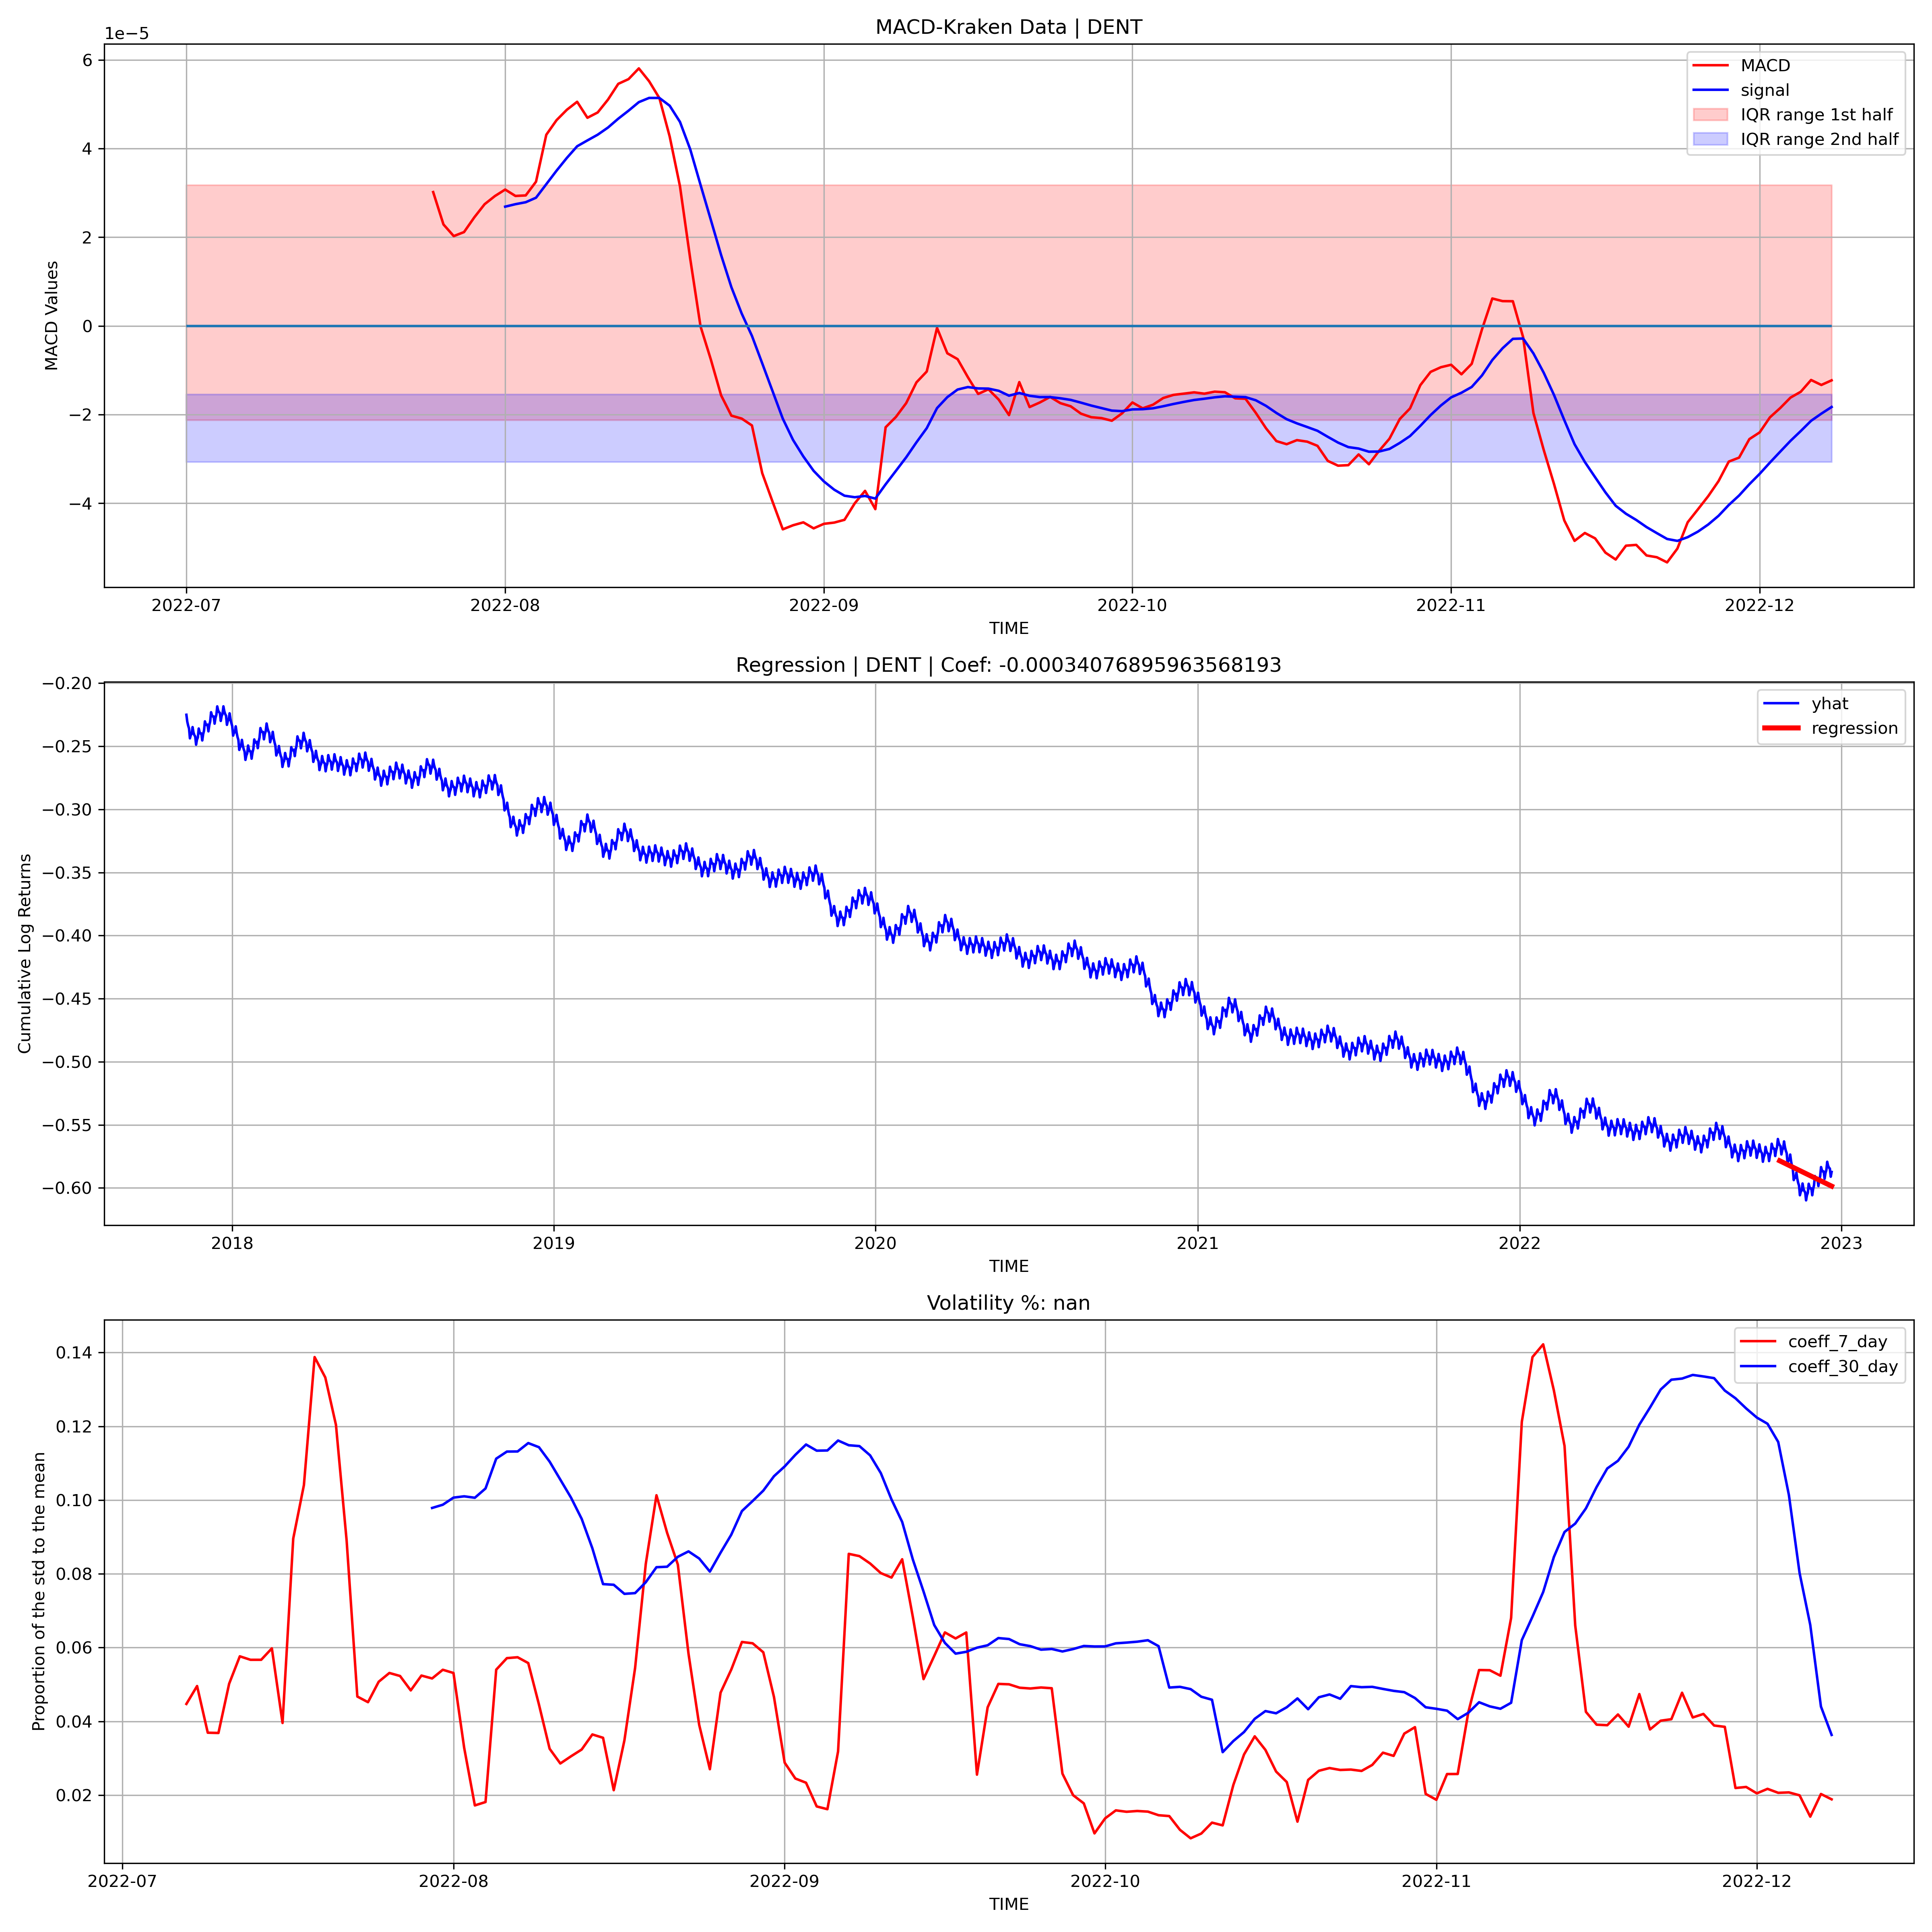 MACD-Kraken Data | DENT
1e−5
6
4
2
0
−2
−4
MACD Values
MACD
signal
IQR range 1st half
IQR range 2nd half
2022-07 2022-08 2022-09 2022-10 2022-11 2022-12
TIME
Regression | DENT | Coef: -0.00034076895963568193
−0.20
−0.25
−0.30
−0.35
−0.40
−0.45
−0.50
−0.55
−0.60
Cumulative Log Returns
yhat
regression
2018 2019 2020 2021 2022 2023
TIME
Volatility %: nan
0.14
0.12
0.10
0.08
0.06
0.04
0.02
Proportion of the std to the mean
coeff_7_day
coeff_30_day
2022-07 2022-08 2022-09 2022-10 2022-11 2022-12
TIME